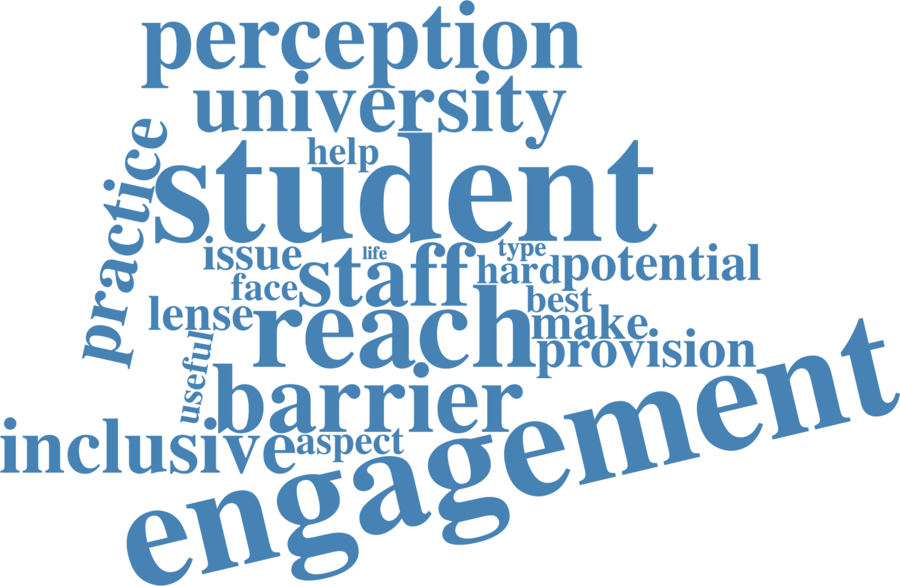 perception
university
practice
help
student
issue
life
type
staff
hard
potential
face
best
lense
reach
make
provision
useful
barrier
inclusive
aspect
engagement